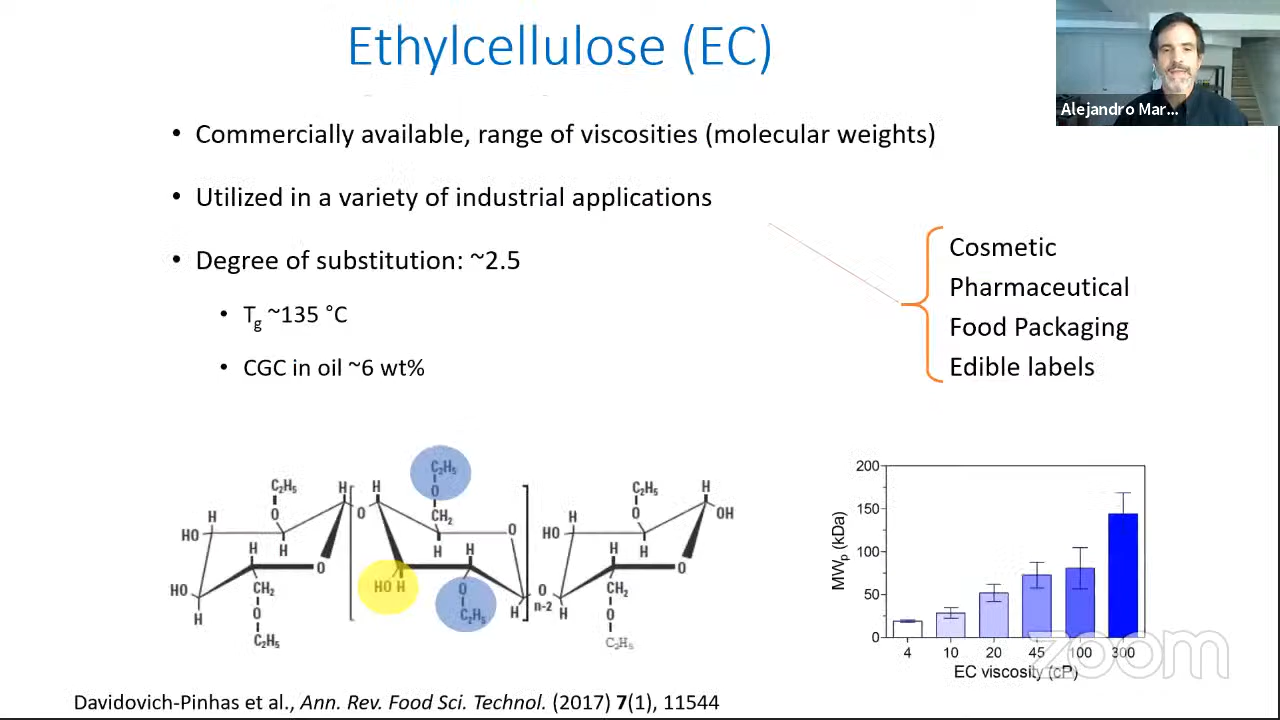 Ethylcellulose (EC)
Alejandro Mar...
• Commercially available, range of viscosities (molecular weights)
• Utilized in a variety of industrial applications
• Degree of substitution: ~2.5
• Tg ~135 °C
• CGC in oil ~6 wt%
Cosmetic
Pharmaceutical
Food Packaging
Edible labels
C₂H₅
O
H
HO
H
H
H
O
HO
H
CH₂
O
C₂H₅
H
O
C₂H₅
O
CH₂
H
H
O
HO H
O
C₂H₅
H
n-2
O
H
HO
H
C₂H₅
O
H
H
OH
H
O
CH₂
O
C₂H₅
MWp (kDa)
200
150
100
50
0
4 10 20 45 100 300
EC viscosity (cP)
zoom
Davidovich-Pinhas et al., Ann. Rev. Food Sci. Technol. (2017) 7(1), 11544